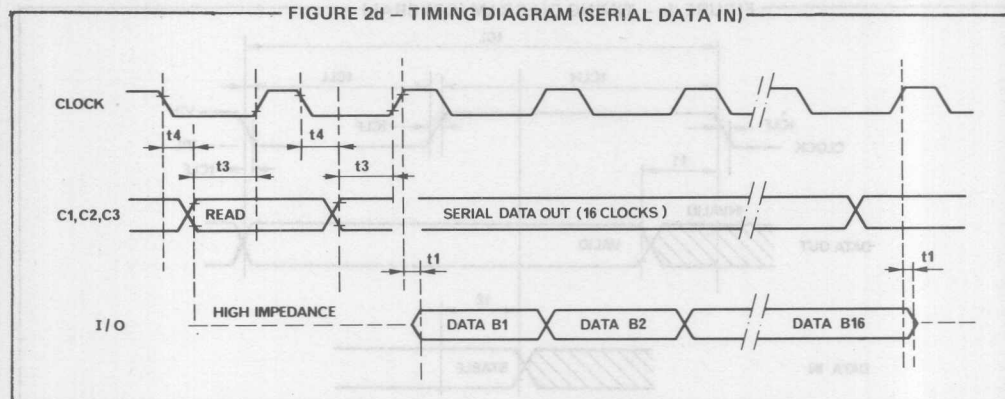 FIGURE 2d – TIMING DIAGRAM (SERIAL DATA IN)
CLOCK
t4
t4
t3
t3
C1,C2,C3
READ
SERIAL DATA OUT (16 CLOCKS)
t1
t1
I/O
HIGH IMPEDANCE
DATA B1
DATA B2
DATA B16